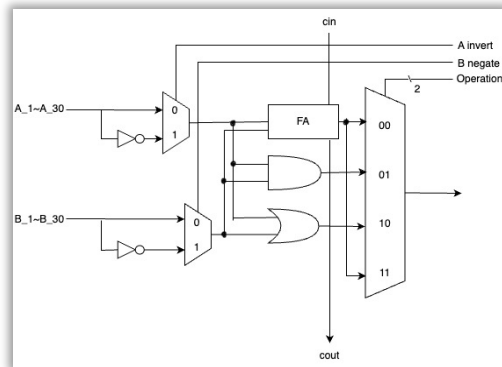 cin
A invert
B negate
Operation
2
A_1~A_30
0
1
FA
00
01
B_1~B_30
0
1
10
11
cout